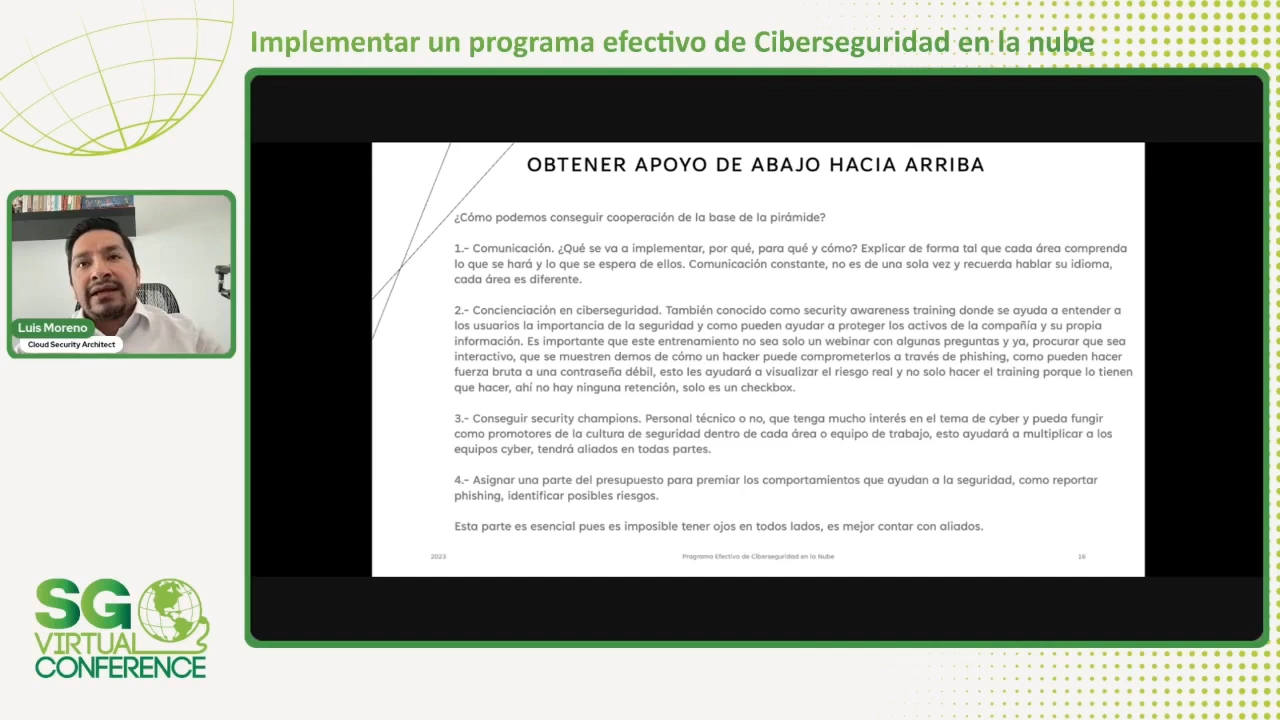 Implementar un programa efectivo de Ciberseguridad en la nube
OBTENER APOYO DE ABAJO HACIA ARRIBA
¿Cómo podemos conseguir cooperación de la base de la pirámide?
1.- Comunicación. ¿Qué se va a implementar, por qué, para qué y cómo? Explicar de forma tal que cada área comprenda
lo que se hará y lo que se espera de ellos. Comunicación constante, no es de una sola vez y recuerda hablar su idioma,
cada área es diferente.
2.- Concienciación en ciberseguridad. También conocido como security awareness training donde se ayuda a entender a
los usuarios la importancia de la seguridad y como pueden ayudar a proteger los activos de la compañía y su propia
información. Es importante que este entrenamiento no sea solo un webinar con algunas preguntas y ya, procurar que sea
interactivo, que se muestren demos de cómo un hacker puede comprometerlos a través de phishing, como pueden hacer
fuerza bruta a una contraseña débil, esto les ayudará a visualizar el riesgo real y no solo hacer el training porque lo tienen
que hacer, ahí no hay ninguna retención, solo es un checkbox.
3.- Conseguir security champions. Personal técnico o no, que tenga mucho interés en el tema de cyber y pueda fungir
como promotores de la cultura de seguridad dentro de cada área o equipo de trabajo, esto ayudará a multiplicar a los
equipos cyber, tendrá aliados en todas partes.
4.- Asignar una parte del presupuesto para premiar los comportamientos que ayudan a la seguridad, como reportar
phishing, identificar posibles riesgos.
Esta parte es esencial pues es imposible tener ojos en todos lados, es mejor contar con aliados.
2023
Programa Efectivo de Ciberseguridad en la Nube
16
Luis Moreno
Cloud Security Architect
SG
VIRTUAL
CONFERENCE